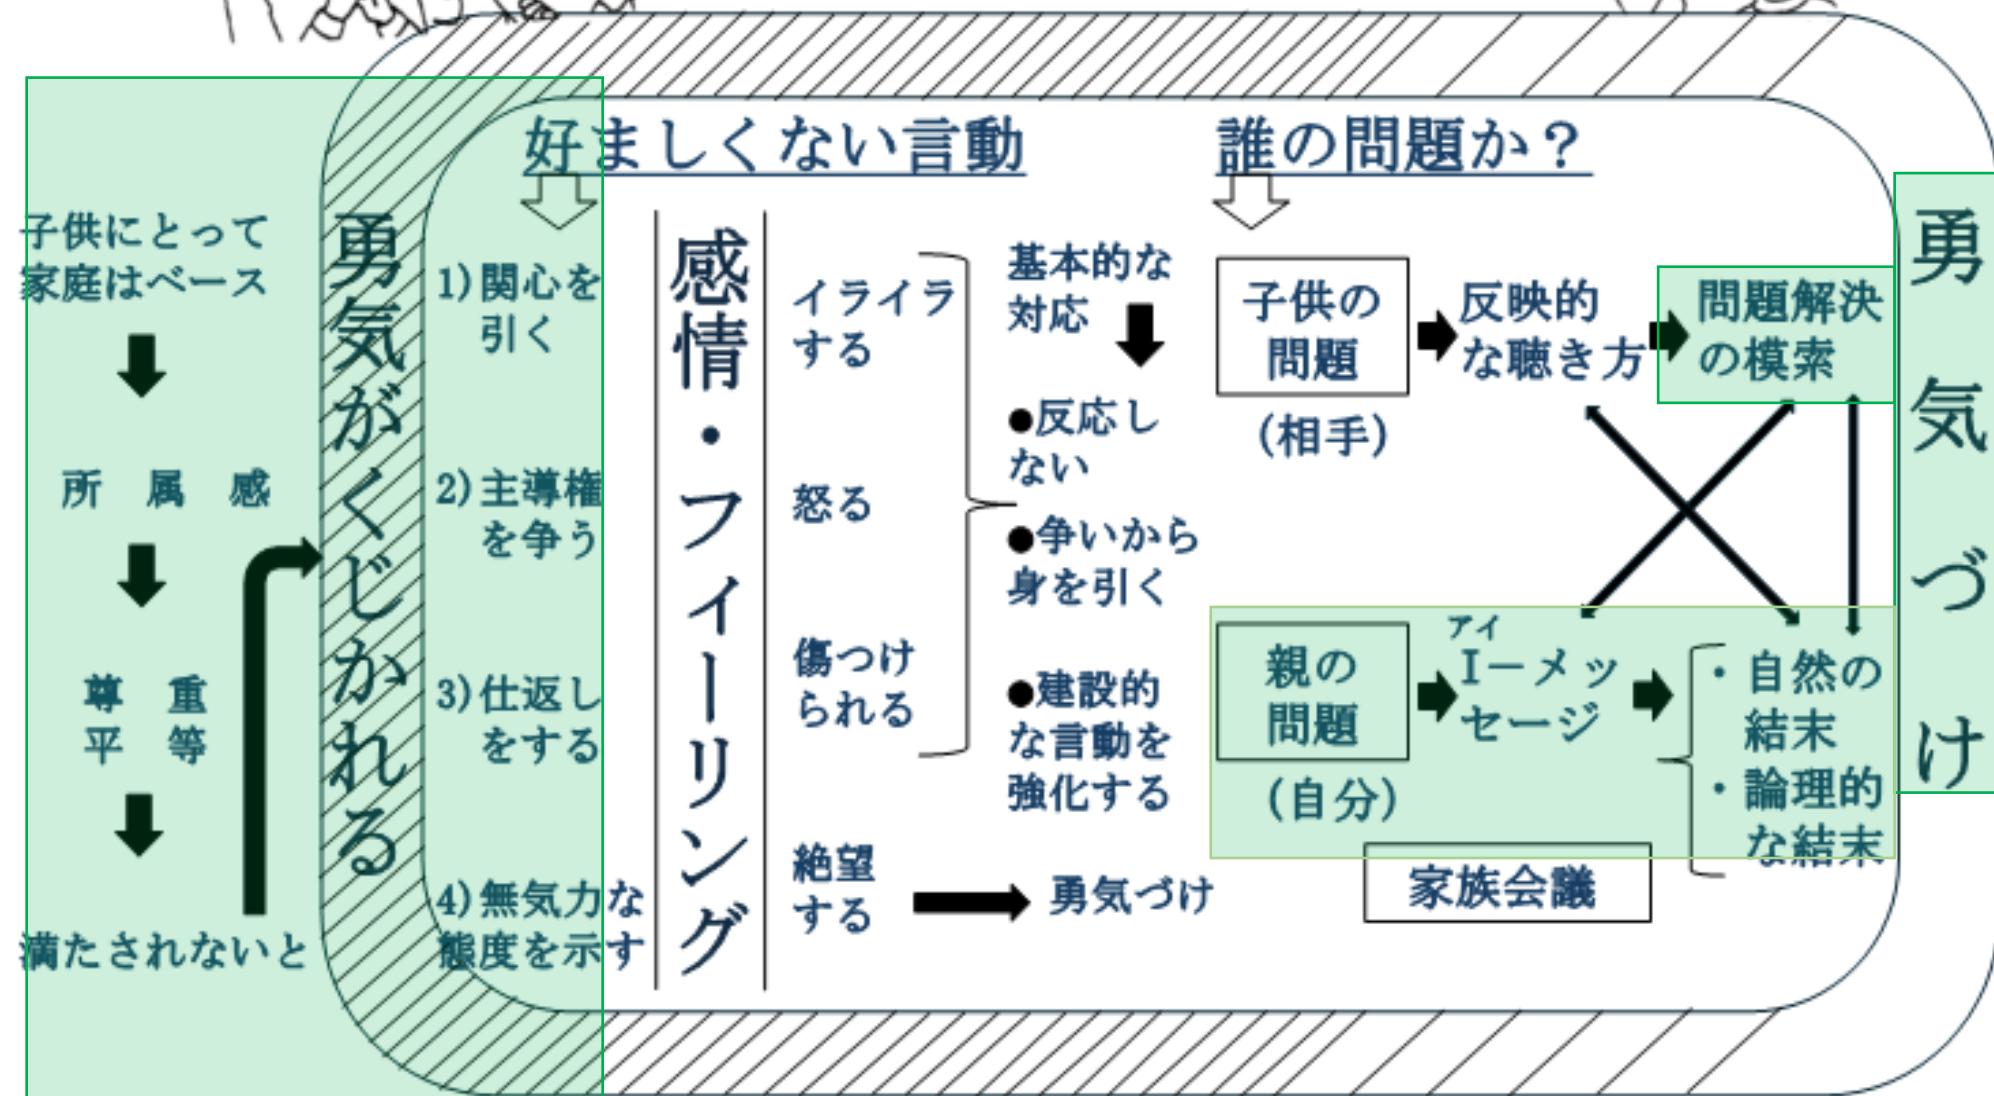 子供にとって
家庭はベース
所属感
尊重
平等
満たされないと
勇気がくじかれる
好ましくない言動
1)関心を
引く
2)主導権
を争う
3)仕返し
をする
4)無気力な
態度を示す
感情・フィーリング
イライラ
する
怒る
傷つけ
られる
絶望
する
基本的な
対応
●反応し
ない
●争いから
身を引く
●建設的
な言動を
強化する
勇気づけ
誰の問題か？
子供の
問題
(相手)
反映的
な聴き方
問題解決
の模索
親の
問題
(自分)
アイ
I－メッ
セージ
・自然の
結末
・論理的
な結末
家族会議
勇気づけ